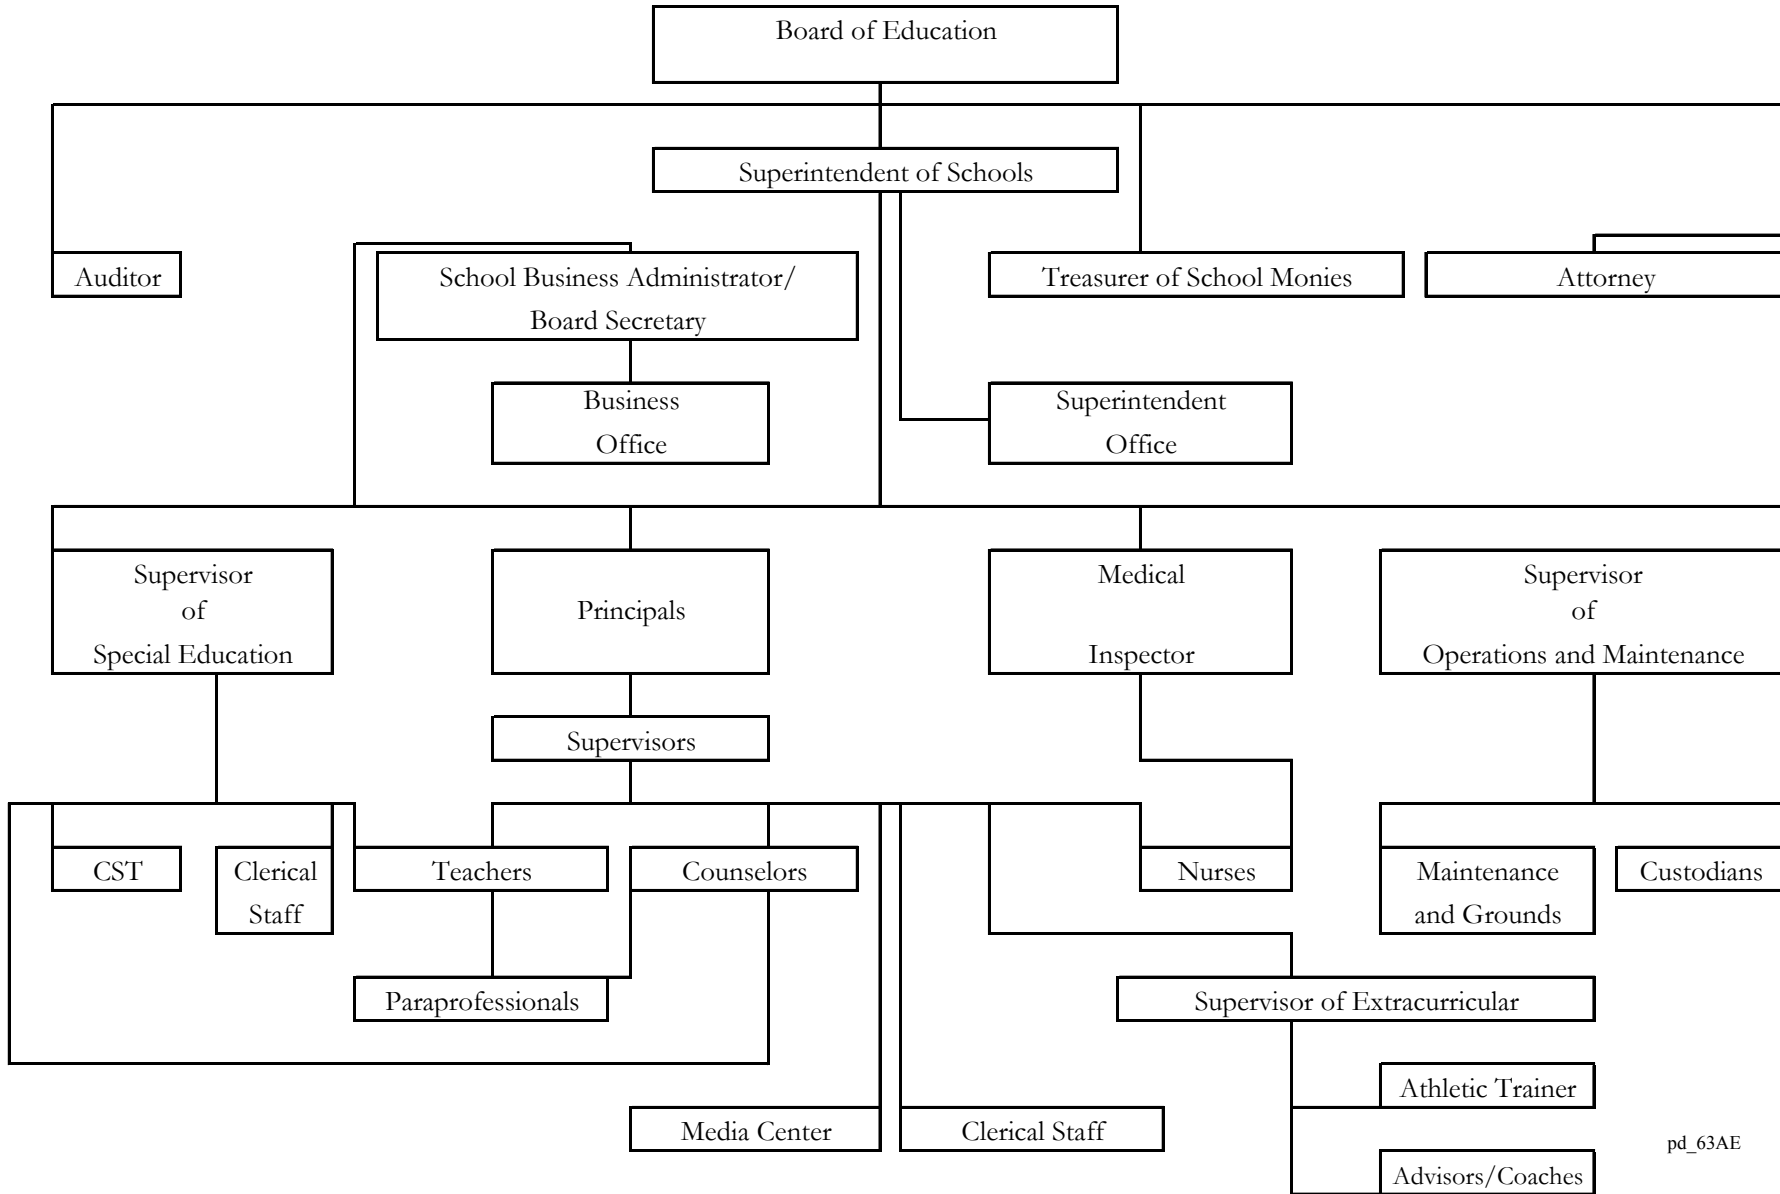 Board of Education
Superintendent of Schools
Auditor
School Business Administrator/
Board Secretary
Treasurer of School Monies
Attorney
Business
Office
Superintendent
Office
Supervisor
of
Special Education
Principals
Medical
Inspector
Supervisor
of
Operations and Maintenance
Supervisors
CST
Clerical
Staff
Teachers
Counselors
Nurses
Maintenance
and Grounds
Custodians
Paraprofessionals
Supervisor of Extracurricular
Athletic Trainer
Media Center
Clerical Staff
Advisors/Coaches
pd_63AE